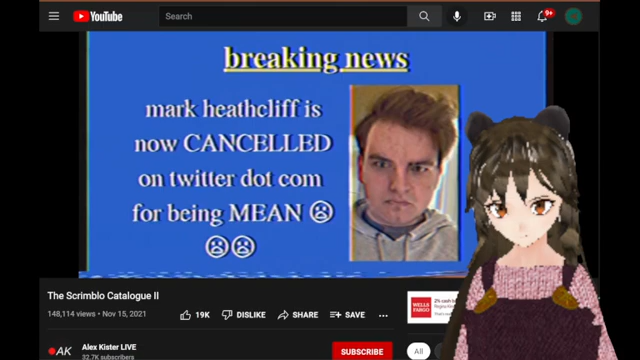 YouTube
Search
9+
breaking news
mark heathcliff is
now CANCELLED
on twitter dot com
for being MEAN ☹
☹☹
The Scrimblo Catalogue II
148,114 views • Nov 15, 2021
19K
DISLIKE
SHARE
SAVE
WELLS
FARGO
2% cash
AK
Alex Kister LIVE
32.7K subscribers
SUBSCRIBE
All